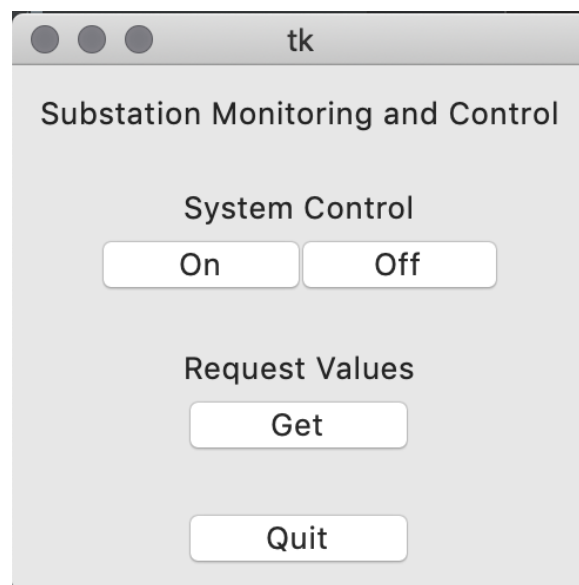 tk
Substation Monitoring and Control
System Control
On Off
Request Values
Get
Quit